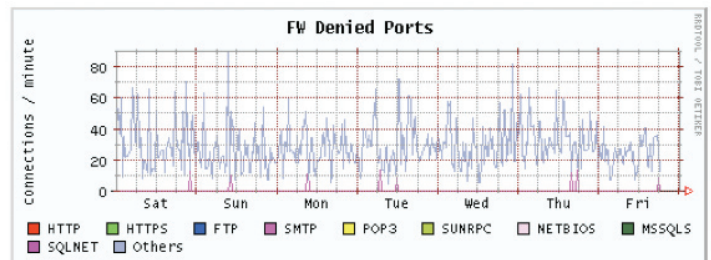 FW Denied Ports
RRDTOOL / TOBI OETIKER
connections / minute
80
60
40
20
0
Sat Sun Mon Tue Wed Thu Fri
HTTP HTTPS FTP SMTP POP3 SUNRPC NETBIOS MSSQLS
SQLNET Others